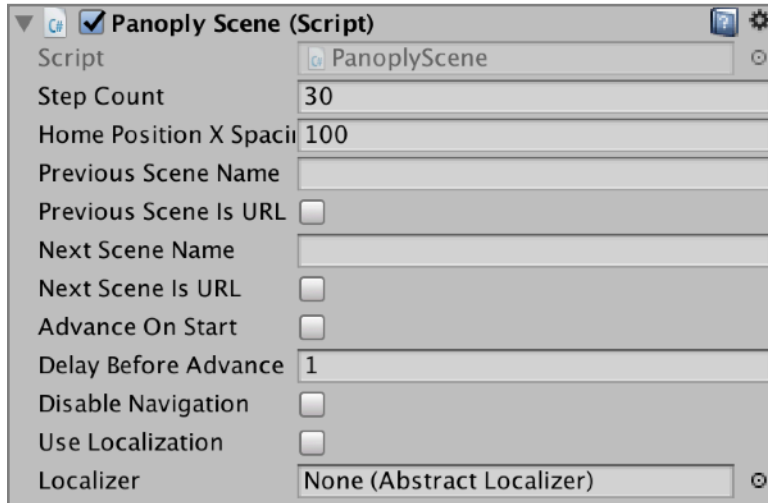 Panoply Scene (Script)
Script PanoplyScene
Step Count 30
Home Position X Spacin 100
Previous Scene Name
Previous Scene Is URL
Next Scene Name
Next Scene Is URL
Advance On Start
Delay Before Advance 1
Disable Navigation
Use Localization
Localizer None (Abstract Localizer)